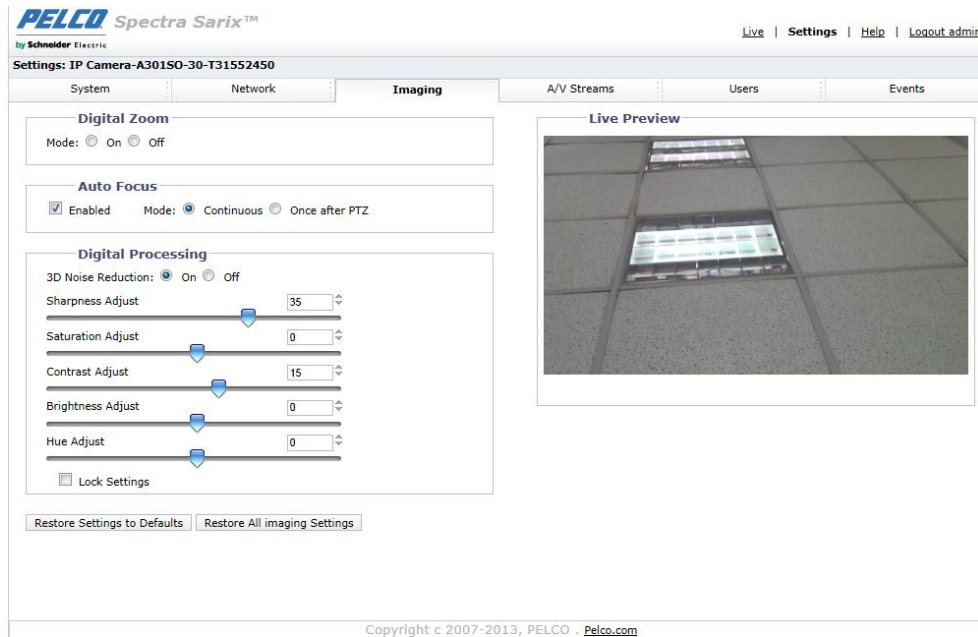 PELCO Spectra Sarix™
by Schneider Electric
Live | Settings | Help | Logout admin
Settings: IP Camera-A301SO-30-T31552450
System Network Imaging A/V Streams Users Events
Digital Zoom
Mode: On Off
Auto Focus
Enabled Mode: Continuous Once after PTZ
Digital Processing
3D Noise Reduction: On Off
Sharpness Adjust 35
Saturation Adjust 0
Contrast Adjust 15
Brightness Adjust 0
Hue Adjust 0
Lock Settings
Restore Settings to Defaults Restore All imaging Settings
Live Preview
Copyright c 2007-2013, PELCO . Pelco.com